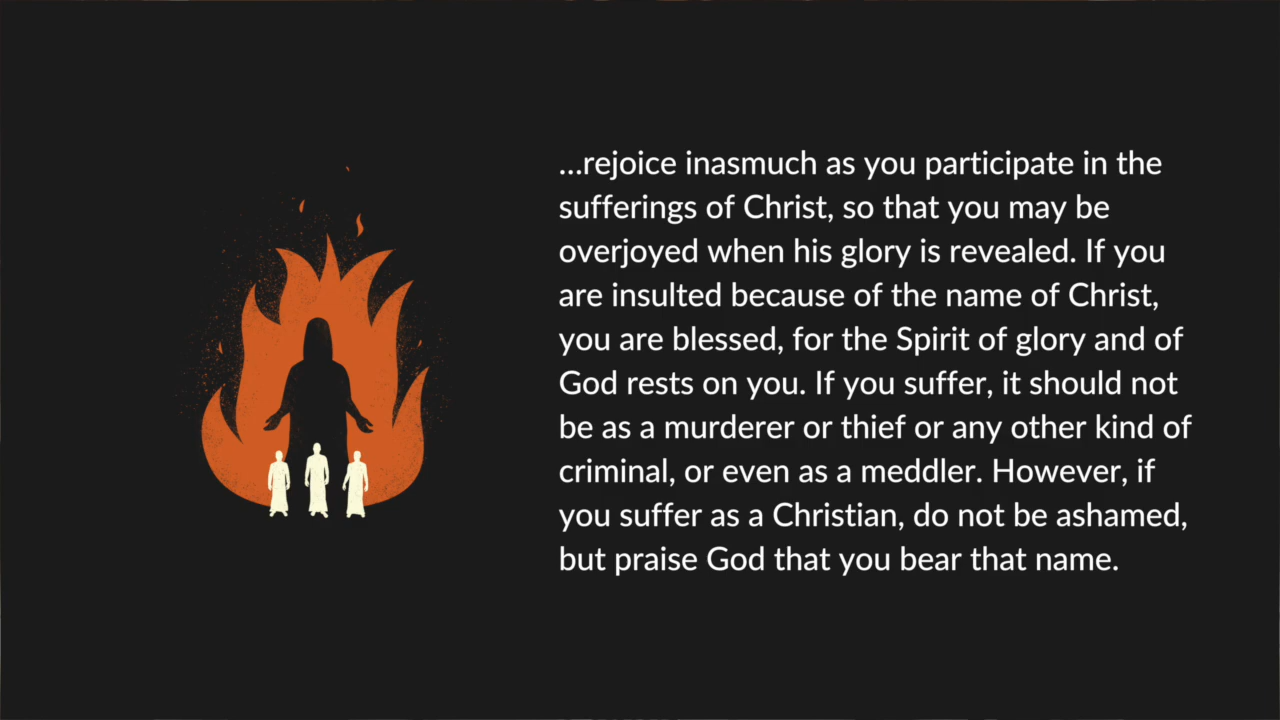 ...rejoice inasmuch as you participate in the
sufferings of Christ, so that you may be
overjoyed when his glory is revealed. If you
are insulted because of the name of Christ,
you are blessed, for the Spirit of glory and of
God rests on you. If you suffer, it should not
be as a murderer or thief or any other kind of
criminal, or even as a meddler. However, if
you suffer as a Christian, do not be ashamed,
but praise God that you bear that name.